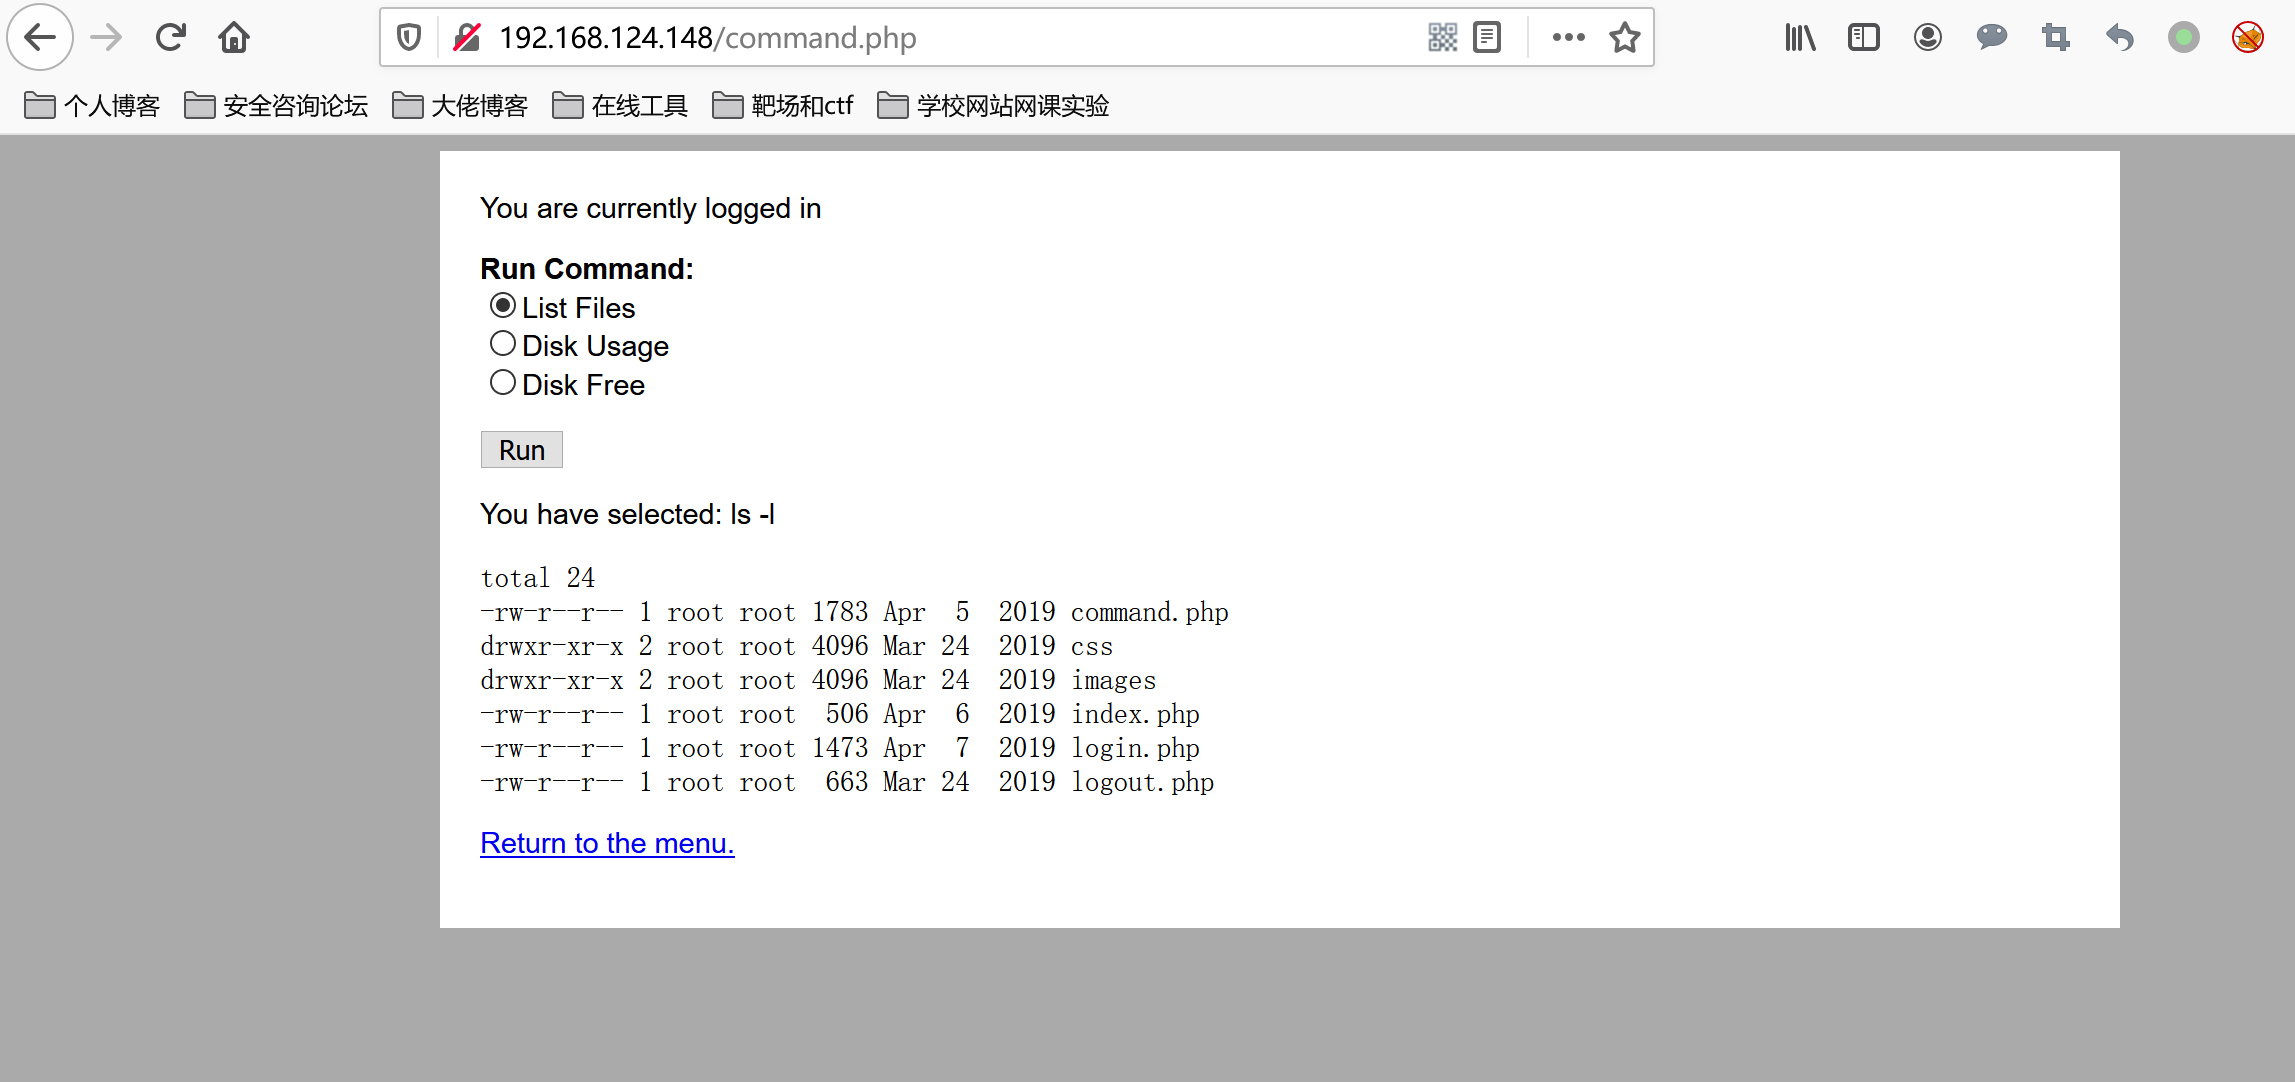 192.168.124.148/command.php
个人博客 安全咨询论坛 大佬博客 在线工具 靶场和ctf 学校网站网课实验
You are currently logged in
Run Command:
List Files
Disk Usage
Disk Free
Run
You have selected: ls -l
total 24
-rw-r--r-- 1 root root 1783 Apr  5  2019 command.php
drwxr-xr-x 2 root root 4096 Mar 24  2019 css
drwxr-xr-x 2 root root 4096 Mar 24  2019 images
-rw-r--r-- 1 root root  506 Apr  6  2019 index.php
-rw-r--r-- 1 root root 1473 Apr  7  2019 login.php
-rw-r--r-- 1 root root  663 Mar 24  2019 logout.php
Return to the menu.